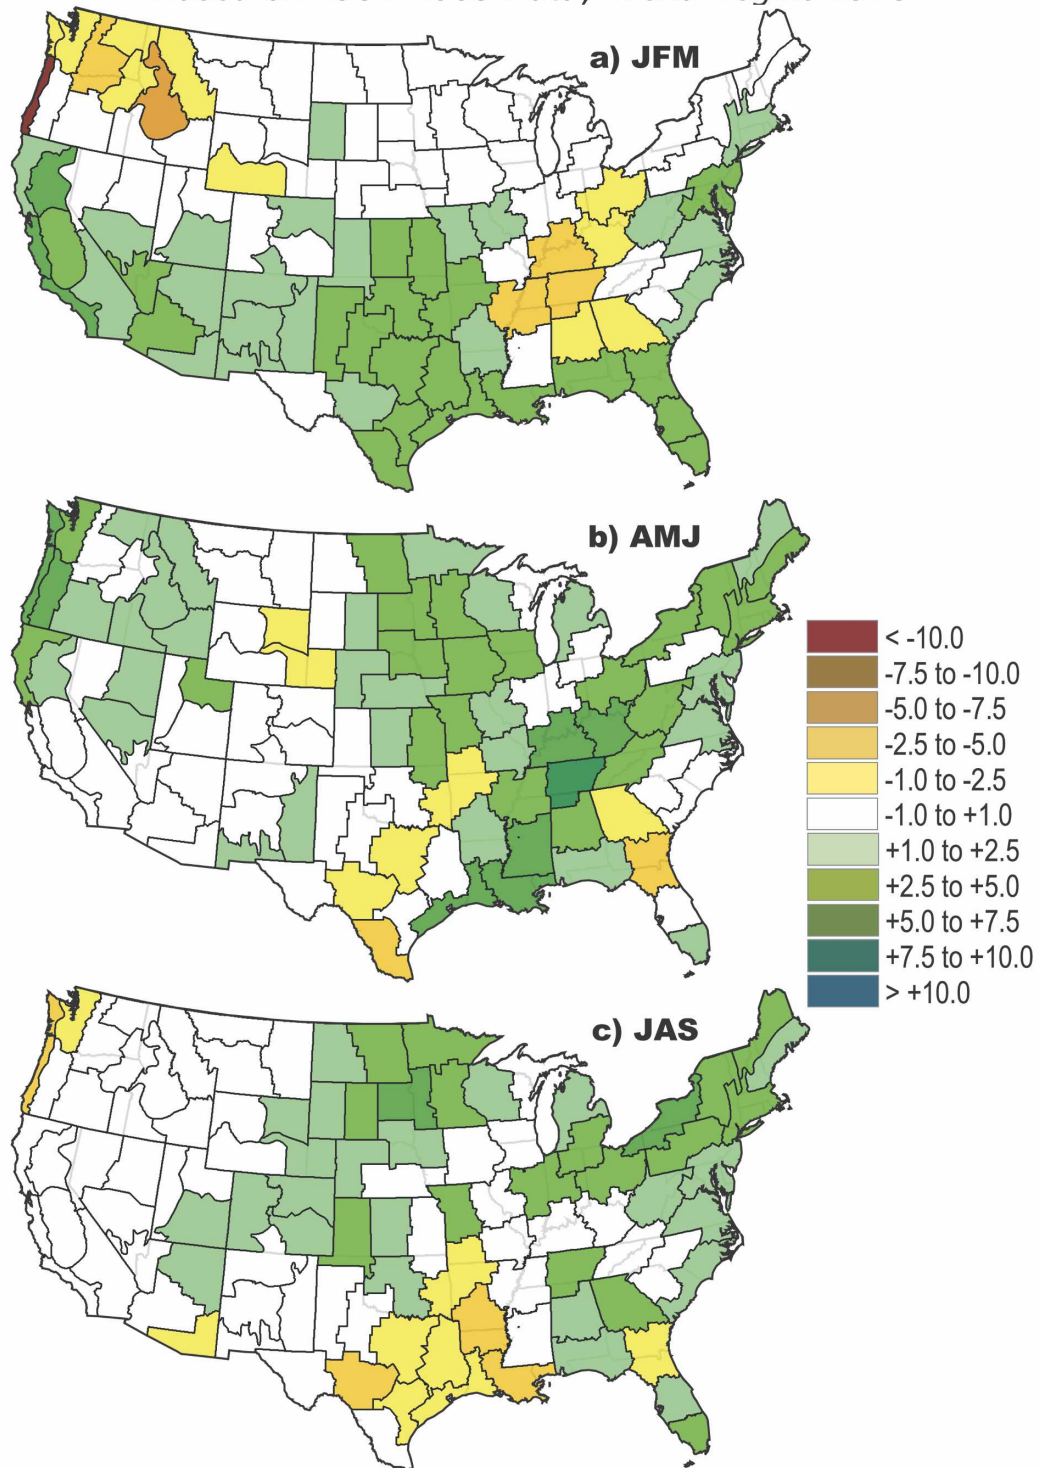 a) JFM
b) AMJ
< -10.0
-7.5 to -10.0
-5.0 to -7.5
-2.5 to -5.0
-1.0 to -2.5
-1.0 to +1.0
+1.0 to +2.5
+2.5 to +5.0
+5.0 to +7.5
+7.5 to +10.0
> +10.0
c) JAS